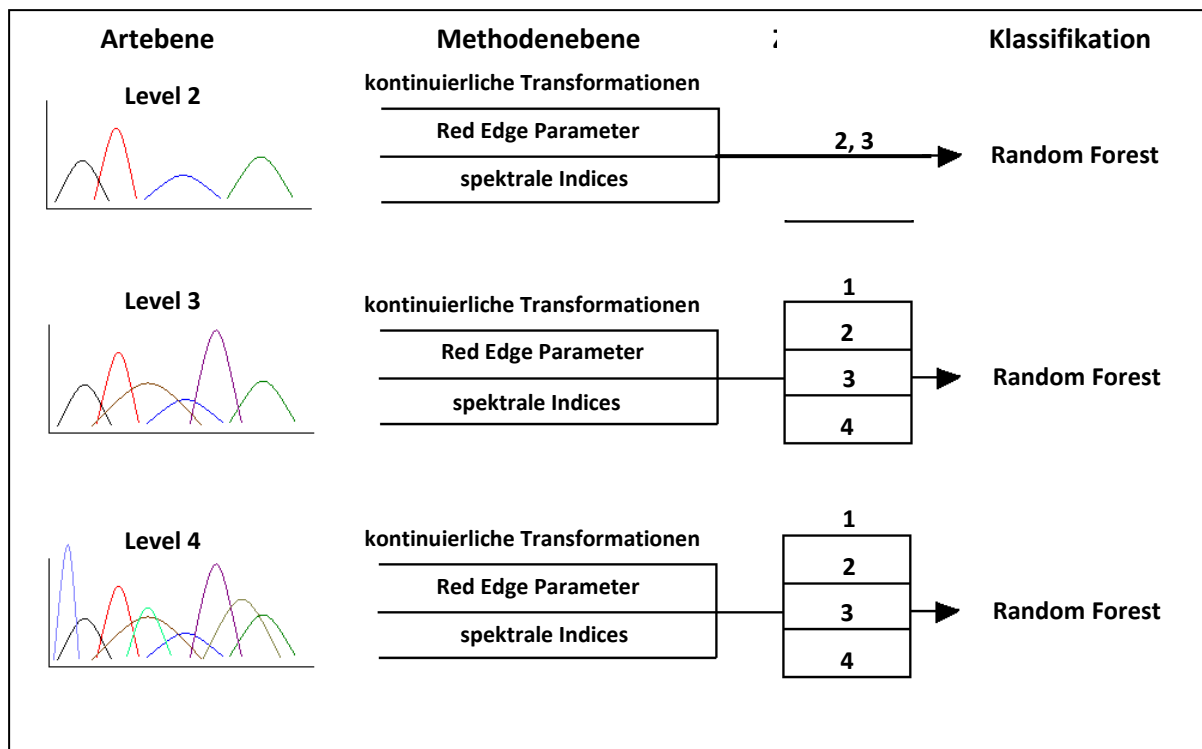 Artebene Methodenebene Klassifikation
Level 2
kontinuierliche Transformationen
Red Edge Parameter
spektrale Indices
2, 3
Random Forest
Level 3
kontinuierliche Transformationen
Red Edge Parameter
spektrale Indices
1
2
3
4
Random Forest
Level 4
kontinuierliche Transformationen
Red Edge Parameter
spektrale Indices
1
2
3
4
Random Forest